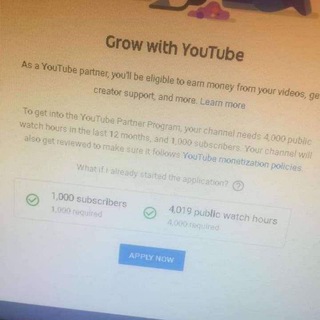 Grow with YouTube
As a YouTube partner, you'll be eligible to earn money from your videos, get
creator support, and more. Learn more
To get into the YouTube Partner Program, your channel needs 4,000 public
watch hours in the last 12 months, and 1,000 subscribers. Your channel will
also get reviewed to make sure it follows YouTube monetization policies.
What if I already started the application? ?
1,000 subscribers
1,000 required
4,019 public watch hours
4,000 required
APPLY NOW